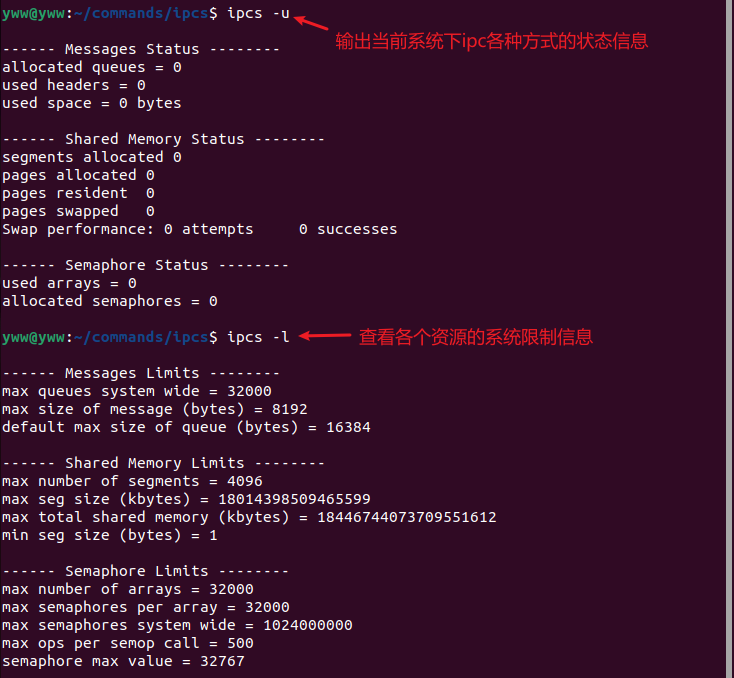 yww@yww:~/commands/ipcs$ ipcs -u
输出当前系统下ipc各种方式的状态信息
------ Messages Status --------
allocated queues = 0
used headers = 0
used space = 0 bytes
------ Shared Memory Status --------
segments allocated 0
pages allocated 0
pages resident  0
pages swapped   0
Swap performance: 0 attempts     0 successes
------ Semaphore Status --------
used arrays = 0
allocated semaphores = 0
yww@yww:~/commands/ipcs$ ipcs -l 查看各个资源的系统限制信息
------ Messages Limits --------
max queues system wide = 32000
max size of message (bytes) = 8192
default max size of queue (bytes) = 16384
------ Shared Memory Limits --------
max number of segments = 4096
max seg size (kbytes) = 18014398509465599
max total shared memory (kbytes) = 18446744073709551612
min seg size (bytes) = 1
------ Semaphore Limits --------
max number of arrays = 32000
max semaphores per array = 32000
max semaphores system wide = 1024000000
max ops per semop call = 500
semaphore max value = 32767